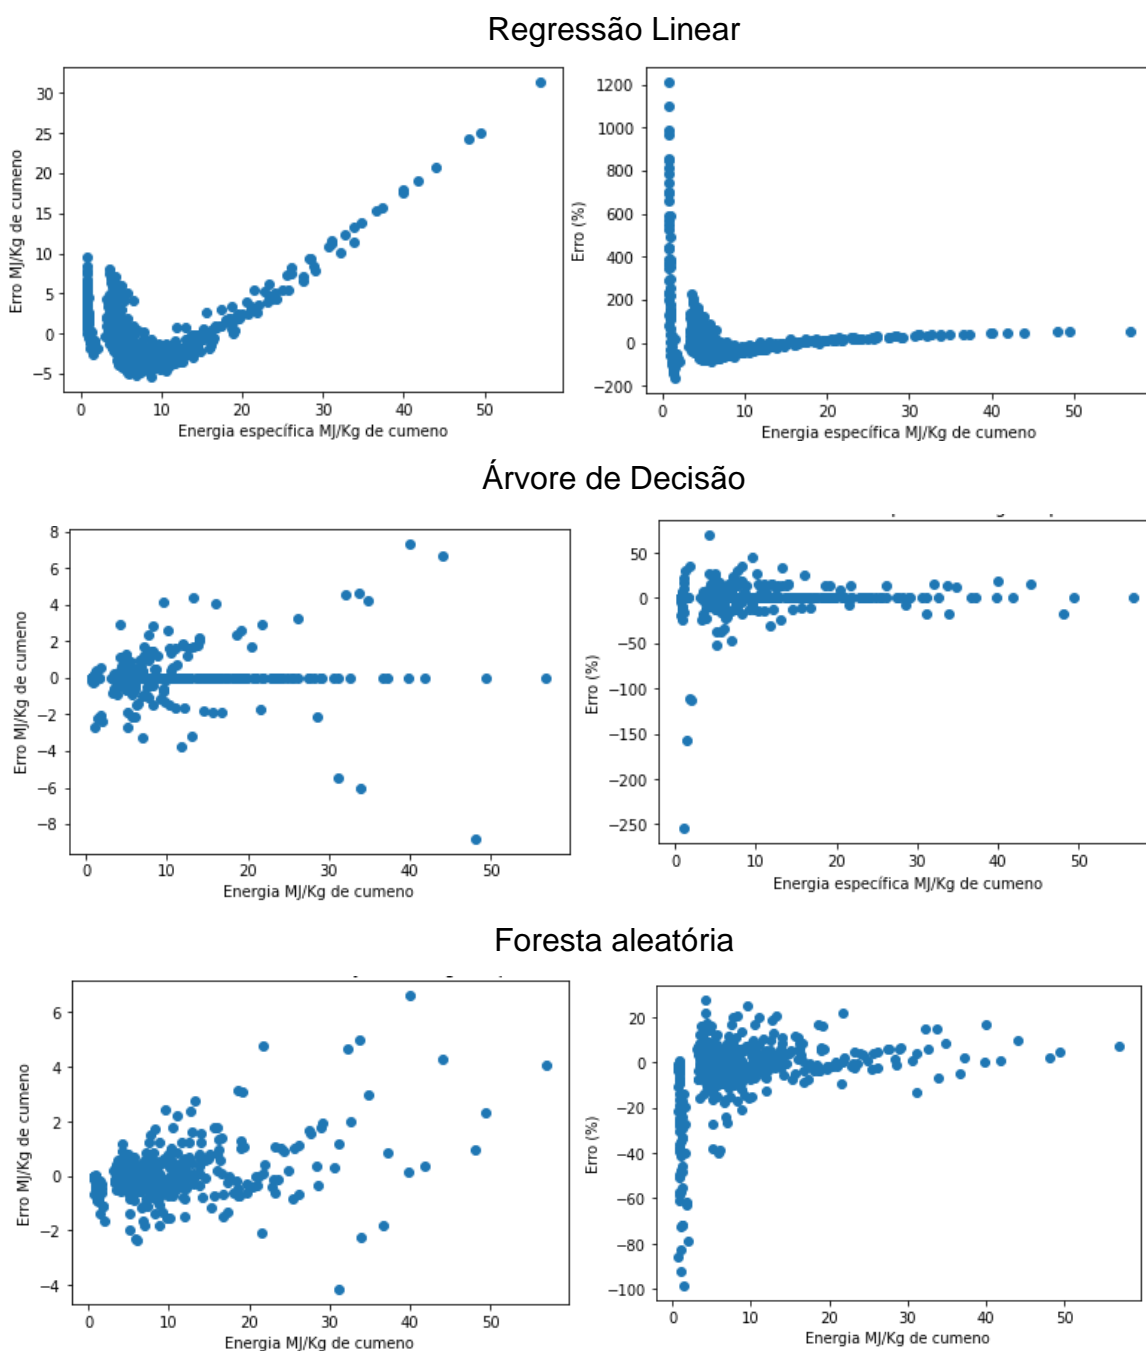 Regressão Linear
30
25
20
15
10
5
0
−5
Erro MJ/Kg de cumeno
0 10 20 30 40 50
Energia específica MJ/Kg de cumeno
1200
1000
800
600
400
200
0
−200
Erro (%)
0 10 20 30 40 50
Energia específica MJ/Kg de cumeno
Árvore de Decisão
8
6
4
2
0
−2
−4
−6
−8
Erro MJ/Kg de cumeno
0 10 20 30 40 50
Energia MJ/Kg de cumeno
50
0
−50
−100
−150
−200
−250
Erro (%)
0 10 20 30 40 50
Energia específica MJ/Kg de cumeno
Foresta aleatória
6
4
2
0
−2
−4
Erro MJ/Kg de cumeno
0 10 20 30 40 50
Energia MJ/Kg de cumeno
20
0
−20
−40
−60
−80
−100
Erro (%)
0 10 20 30 40 50
Energia MJ/Kg de cumeno